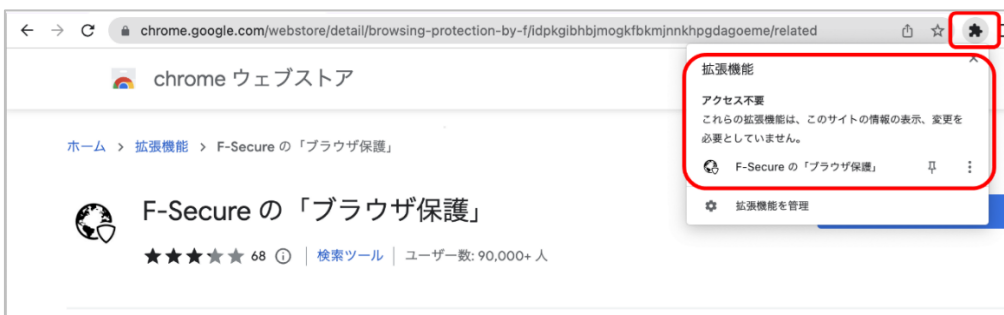 chrome.google.com/webstore/detail/browsing-protection-by-f/idpkgibhbjmogkfbkmjnnkhpgdagoeme/related
chrome ウェブストア
拡張機能
アクセス不要
これらの拡張機能は、このサイトの情報の表示、変更を
必要としていません。
F-Secure の「ブラウザ保護」
拡張機能を管理
ホーム > 拡張機能 > F-Secure の「ブラウザ保護」
F-Secure の「ブラウザ保護」
68 検索ツール ユーザー数: 90,000+ 人